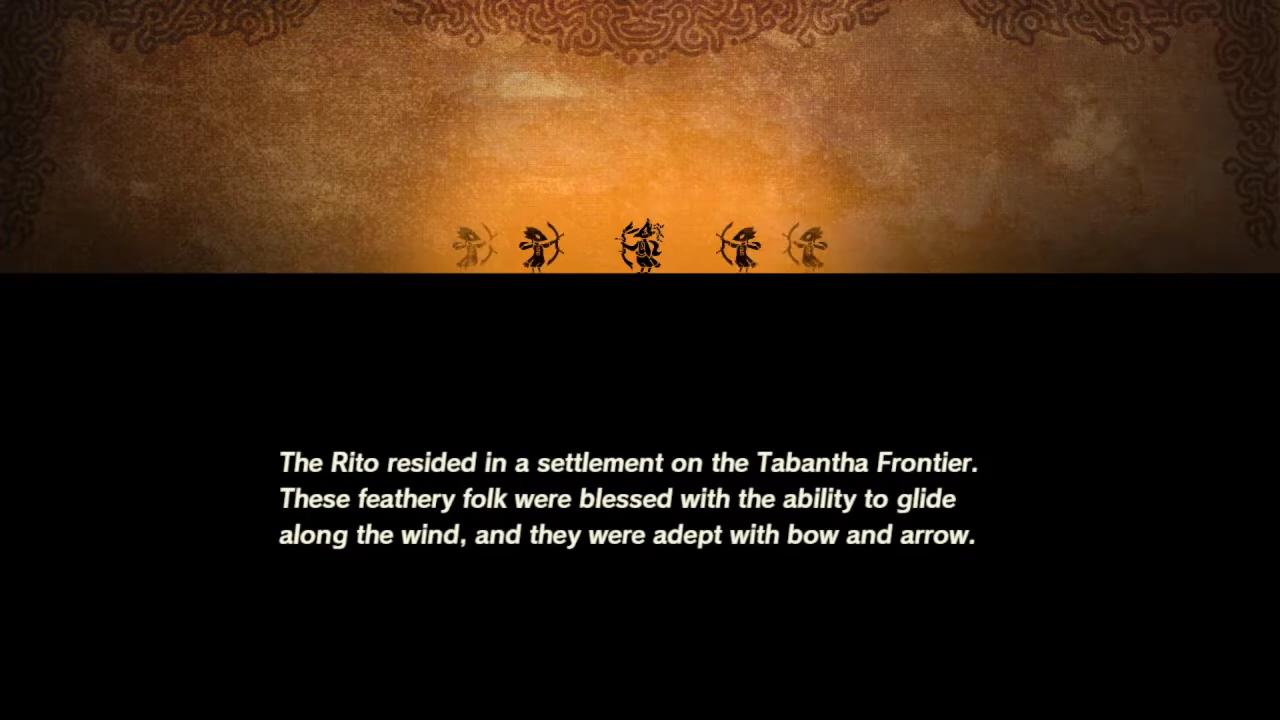 The Rito resided in a settlement on the Tabantha Frontier.
These feathery folk were blessed with the ability to glide
along the wind, and they were adept with bow and arrow.